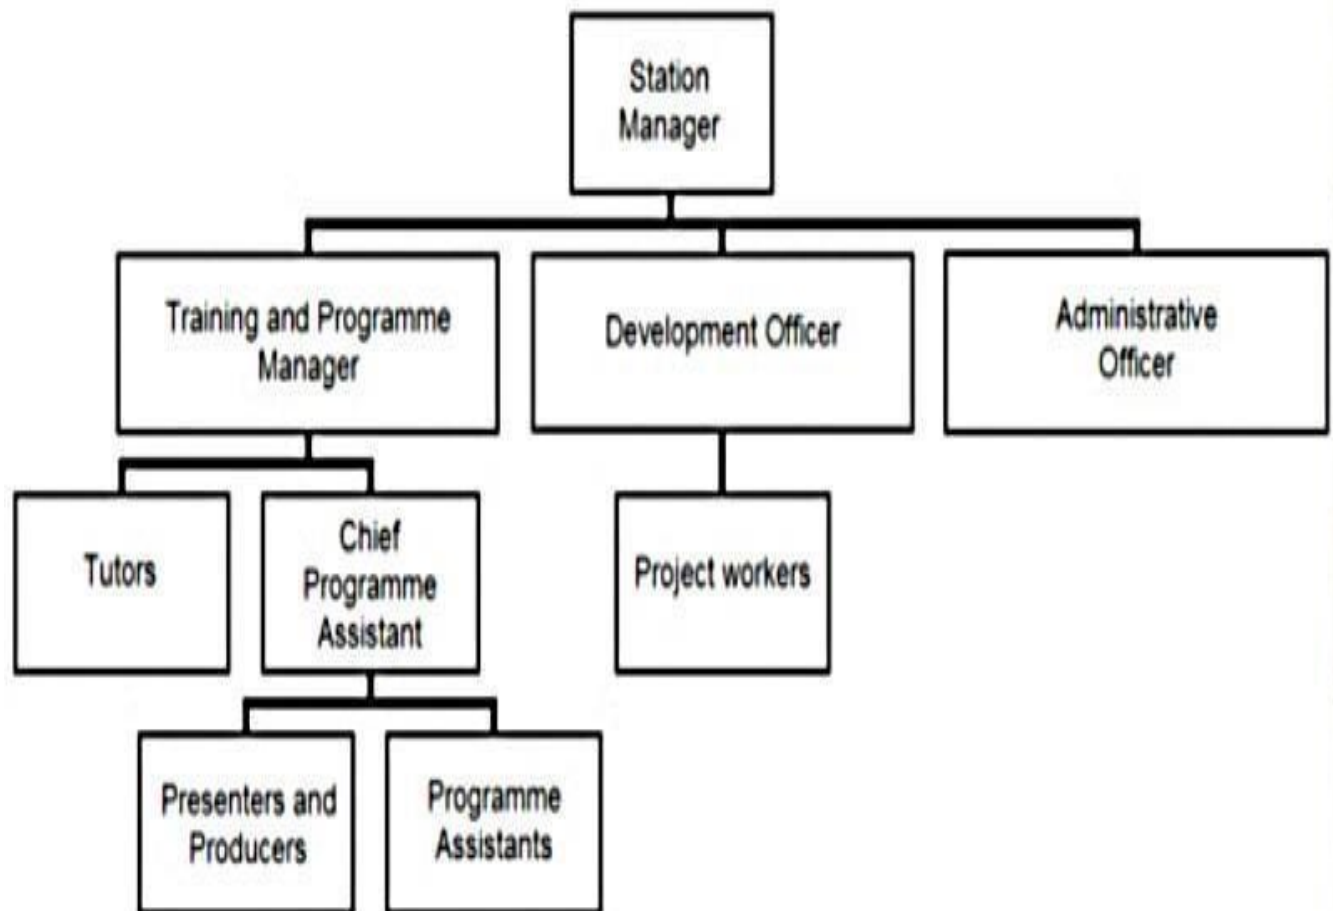 Station
Manager
Training and Programme
Manager
Development Officer
Administrative
Officer
Tutors
Chief
Programme
Assistant
Project workers
Presenters and
Producers
Programme
Assistants